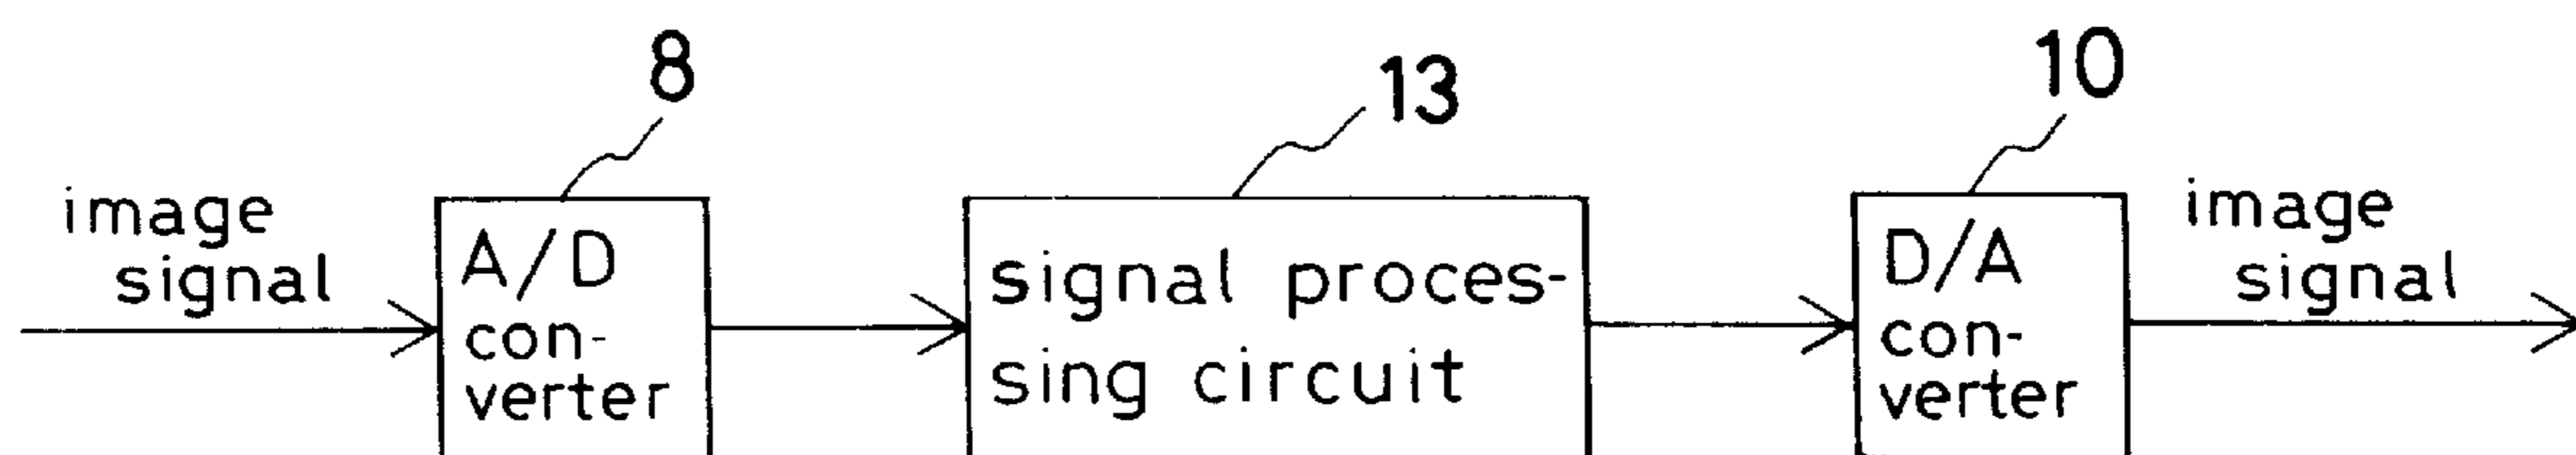 8
13
10
image
signal
A/D
con-
verter
signal proces-
sing circuit
D/A
con-
verter
image
signal